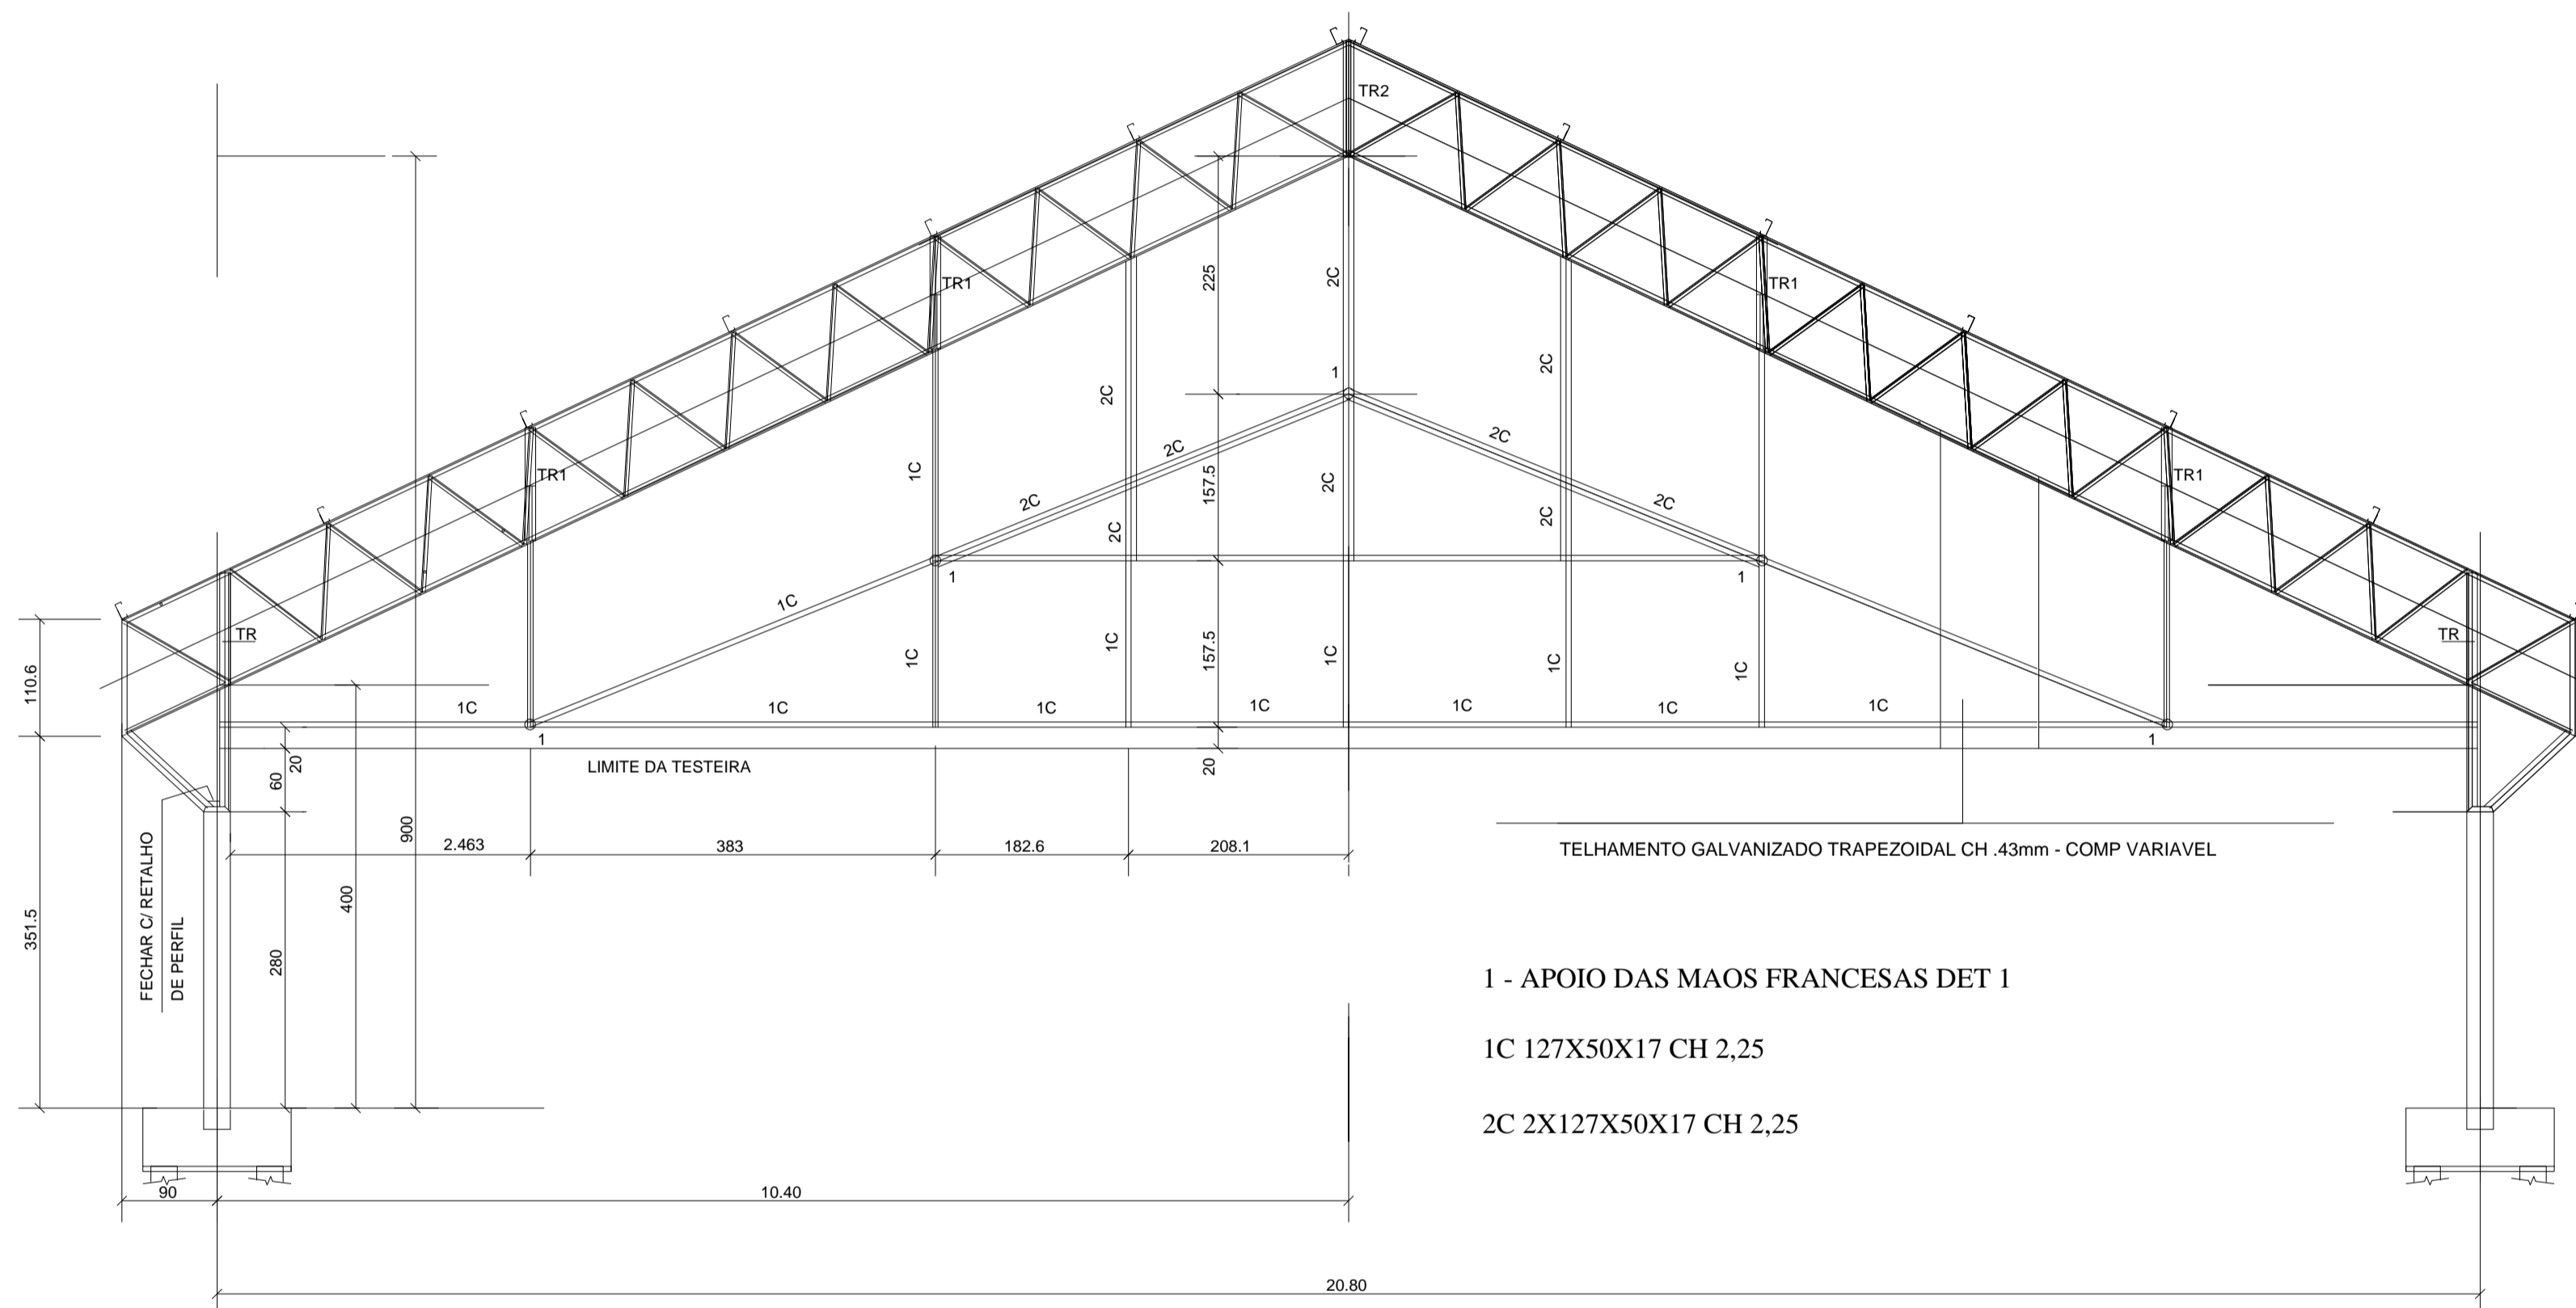 TR2
TR1
TR1
225
2C
2C
2C
1
2C
2C
TR1
1C
2C
157.5
2C
2C
2C
TR1
2C
2C
1
1
1C
TR
TR
1C
1C
157.5
1C
1C
1C
110.6
1C
1C
1C
1C
1C
1C
1C
1
1
LIMITE DA TESTEIRA
20
60
20
2.463
383
182.6
208.1
TELHAMENTO GALVANIZADO TRAPEZOIDAL CH .43mm - COMP VARIAVEL
900
400
351.5
280
FECHAR C/ RETALHO
DE PERFIL
1 - APOIO DAS MAOS FRANCESAS DET 1
1C 127X50X17 CH 2,25
2C 2X127X50X17 CH 2,25
90
10.40
20.80